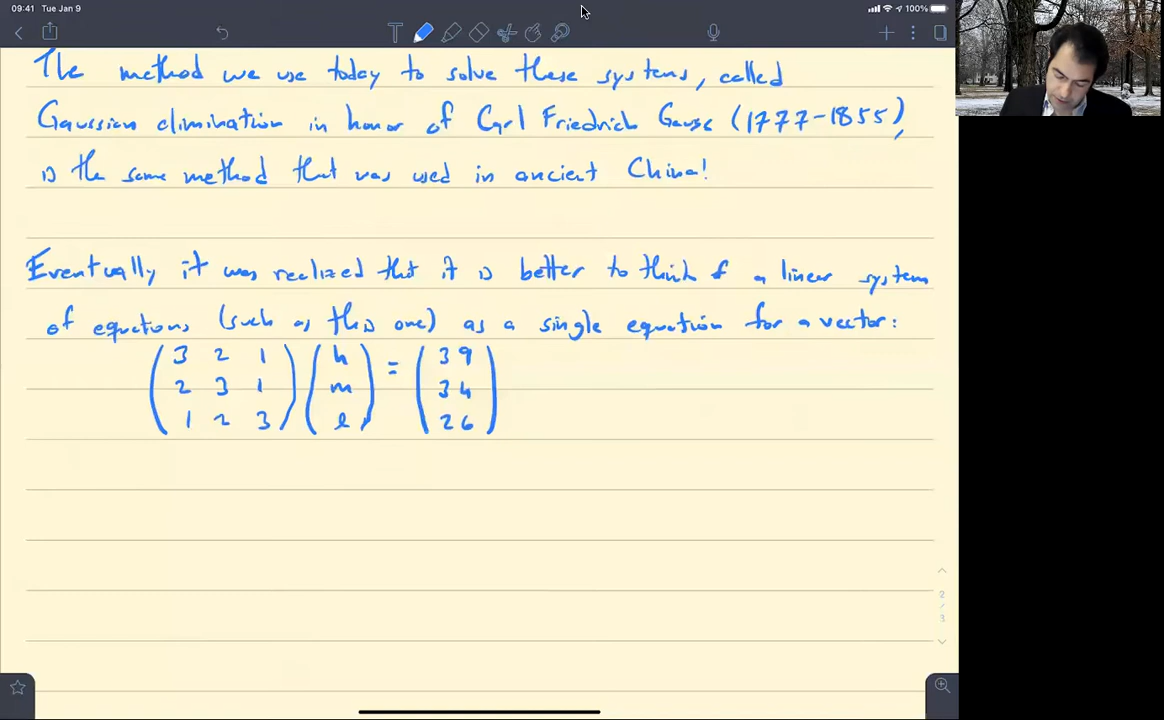 09:41 Tue Jan 9
100%
The method we use today to solve these systems, called
Gaussian elimination in honor of Carl Friedrich Gauss (1777-1855),
is the same method that was used in ancient China!
Eventually it was realized that it is better to think of a linear system
of equations (such as this one) as a single equation for a vector:
(3 2 1) (h) = (39)
(2 3 1) (m) (34)
(1 2 3) (l) (26)
2
/
3